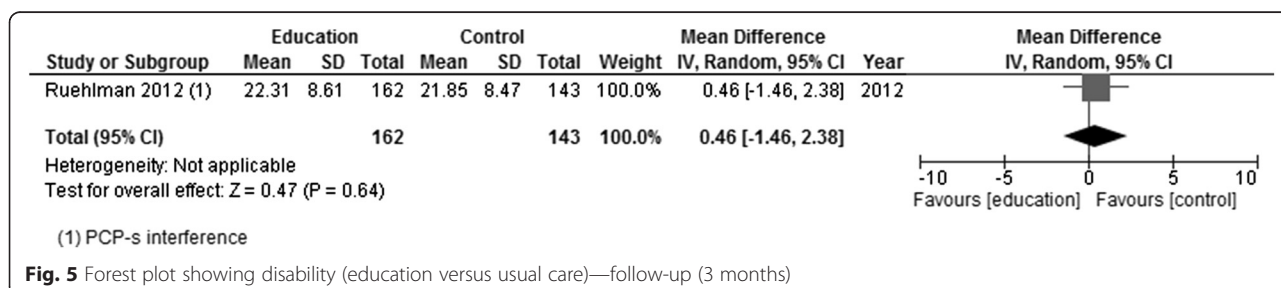 Education Control Mean Difference Mean Difference
Study or Subgroup Mean SD Total Mean SD Total Weight IV, Random, 95% CI Year IV, Random, 95% CI
Ruehlman 2012 (1) 22.31 8.61 162 21.85 8.47 143 100.0% 0.46 [-1.46, 2.38] 2012
Total (95% CI) 162 143 100.0% 0.46 [-1.46, 2.38]
Heterogeneity: Not applicable
Test for overall effect: Z = 0.47 (P = 0.64)
-10 -5 0 5 10
Favours [education] Favours [control]
(1) PCP-s interference
Fig. 5 Forest plot showing disability (education versus usual care)—follow-up (3 months)